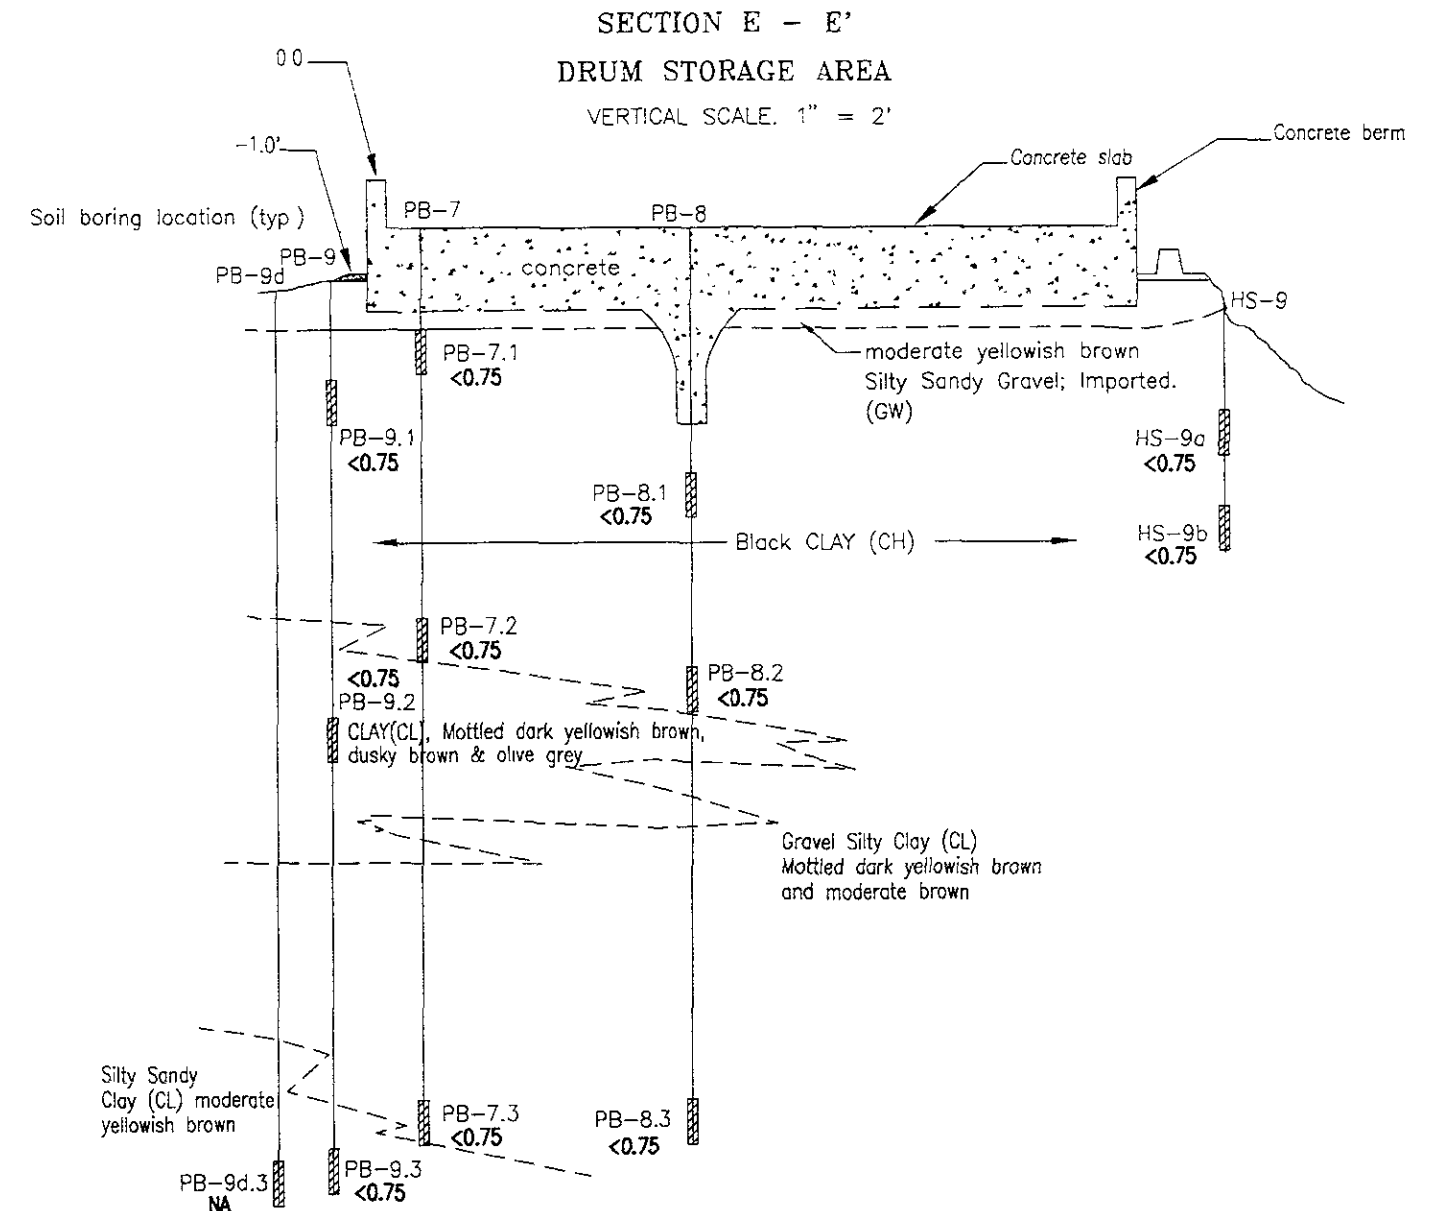 SECTION E - E'
DRUM STORAGE AREA
VERTICAL SCALE. 1" = 2'
0 0
-1.0'
Concrete berm
Concrete slab
Soil boring location (typ )
PB-7
PB-8
PB-9
PB-9d
concrete
HS-9
moderate yellowish brown
Silty Sandy Gravel; Imported.
(GW)
PB-7.1
<0.75
PB-9.1
<0.75
HS-9a
<0.75
PB-8.1
<0.75
Black CLAY (CH)
HS-9b
<0.75
PB-7.2
<0.75
<0.75
PB-9.2
PB-8.2
<0.75
CLAY(CL), Mottled dark yellowish brown,
dusky brown & olive grey
Gravel Silty Clay (CL)
Mottled dark yellowish brown
and moderate brown
Silty Sandy
Clay (CL) moderate
yellowish brown
PB-7.3
<0.75
PB-8.3
<0.75
PB-9d.3
NA
PB-9.3
<0.75